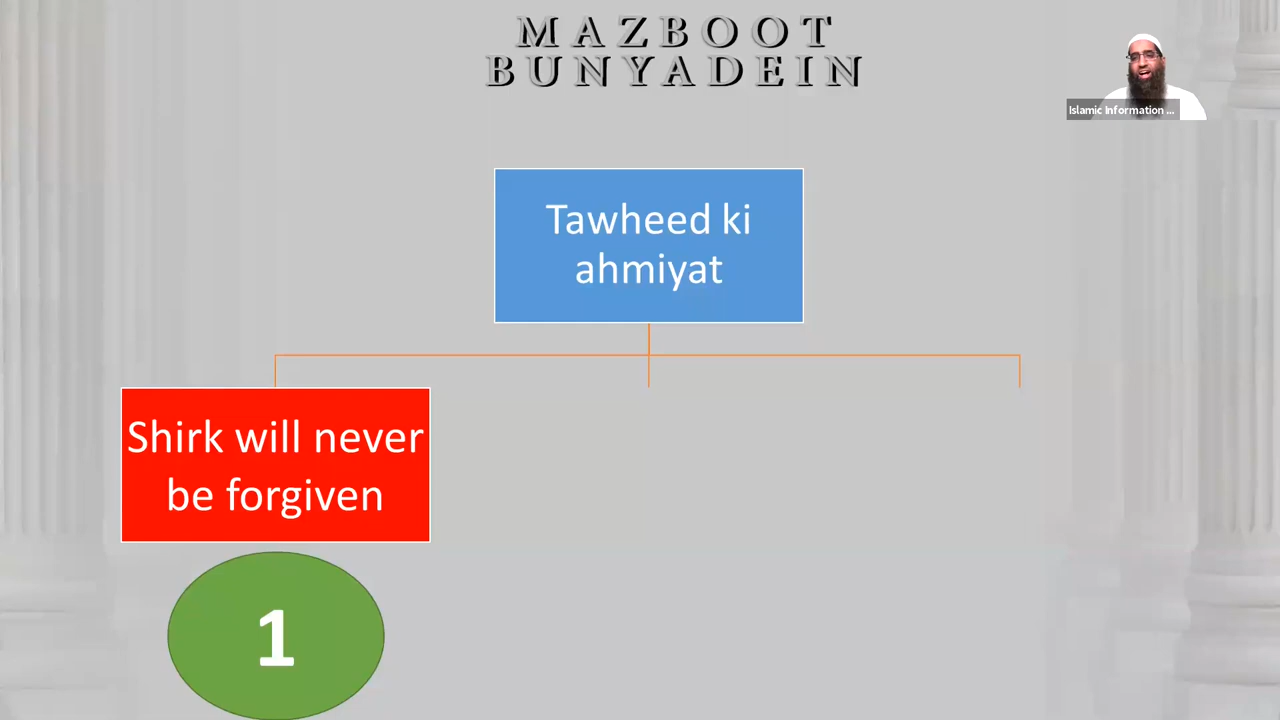 MAZBOOT
BUNYADEIN
Islamic Information ...
Tawheed ki
ahmiyat
Shirk will never
be forgiven
1